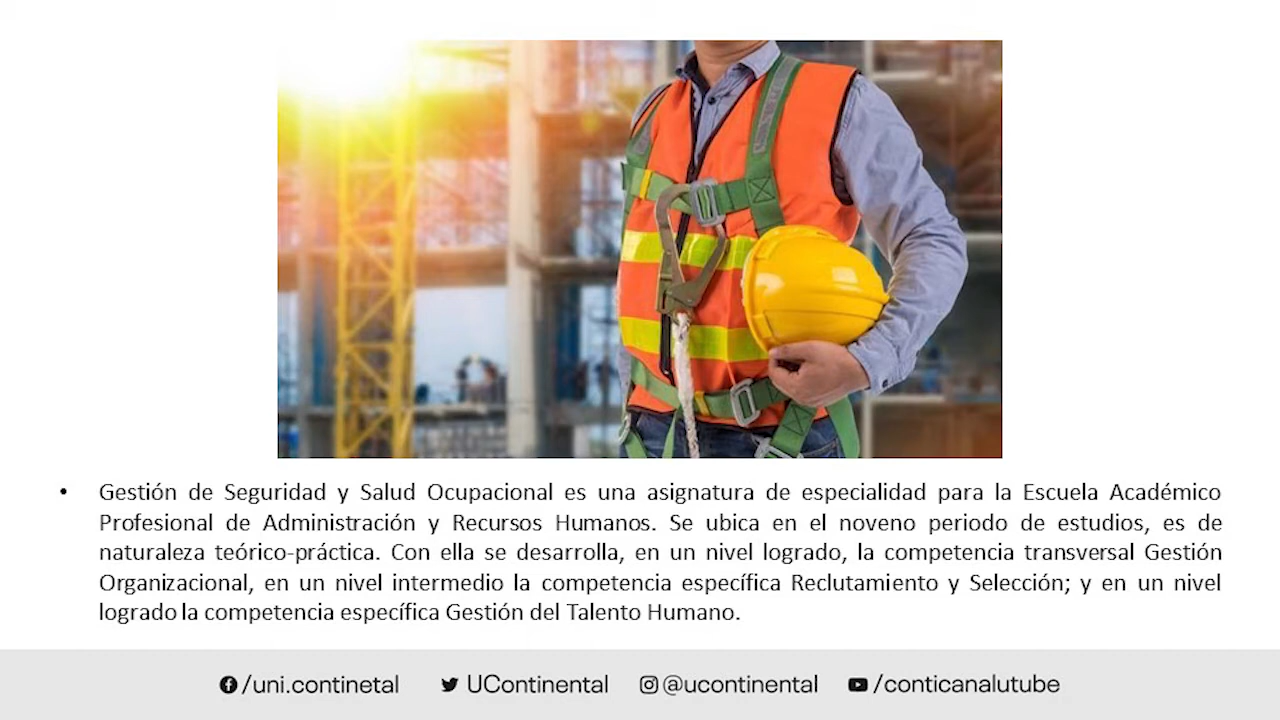 • Gestión de Seguridad y Salud Ocupacional es una asignatura de especialidad para la Escuela Académico
Profesional de Administración y Recursos Humanos. Se ubica en el noveno periodo de estudios, es de
naturaleza teórico-práctica. Con ella se desarrolla, en un nivel logrado, la competencia transversal Gestión
Organizacional, en un nivel intermedio la competencia específica Reclutamiento y Selección; y en un nivel
logrado la competencia específica Gestión del Talento Humano.
/uni.continetal UContinental @ucontinental /conticanalutube